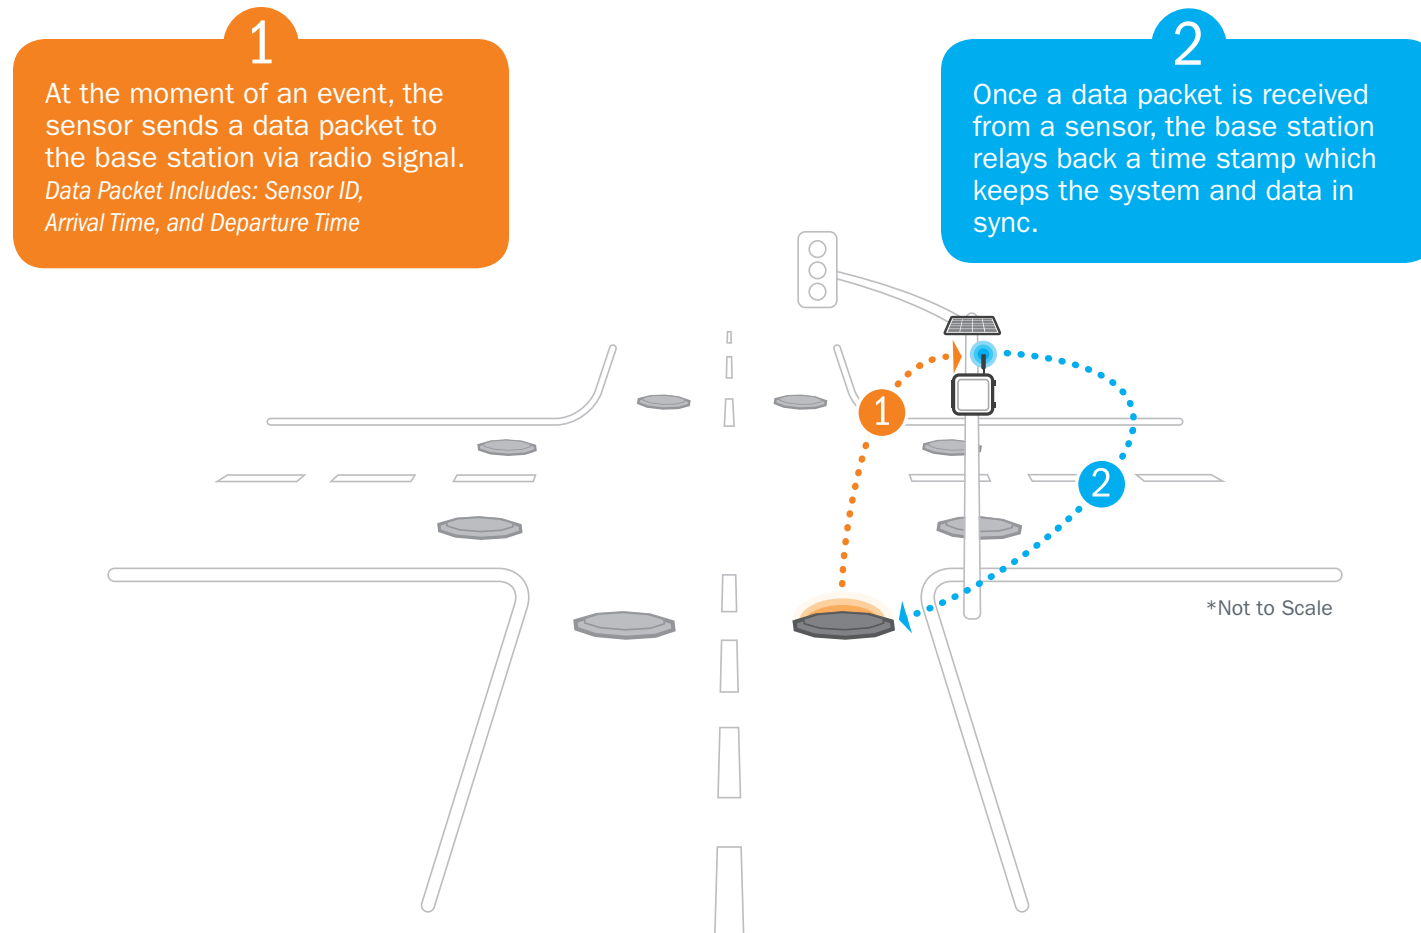 1
At the moment of an event, the
sensor sends a data packet to
the base station via radio signal.
Data Packet Includes: Sensor ID,
Arrival Time, and Departure Time
2
Once a data packet is received
from a sensor, the base station
relays back a time stamp which
keeps the system and data in
sync.
1
2
*Not to Scale